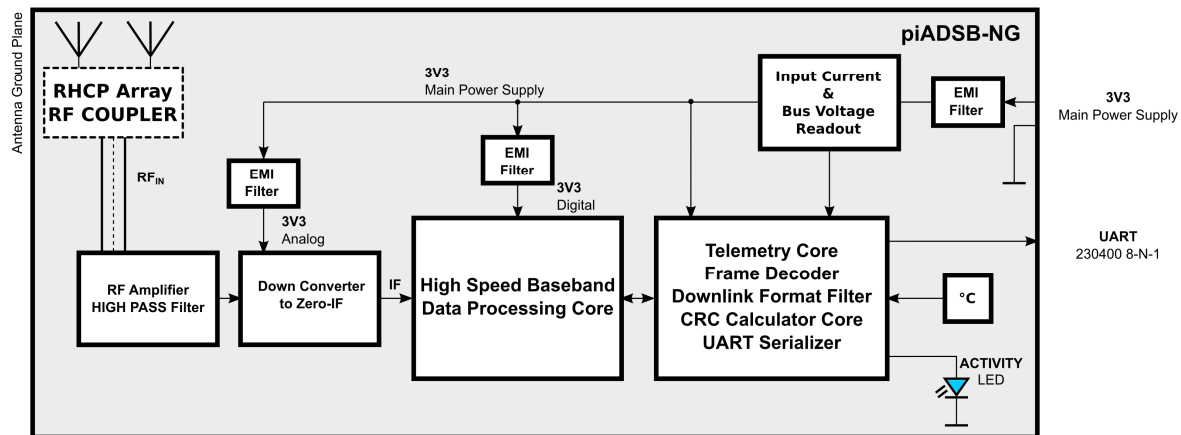 Antenna Ground Plane
piADSB-NG
RHCP Array
RF COUPLER
3V3
Main Power Supply
Input Current
&
Bus Voltage
Readout
EMI
Filter
3V3
Main Power Supply
RFIN
EMI
Filter
EMI
Filter
3V3
Analog
3V3
Digital
RF Amplifier
HIGH PASS Filter
Down Converter
to Zero-IF
IF
High Speed Baseband
Data Processing Core
Telemetry Core
Frame Decoder
Downlink Format Filter
CRC Calculator Core
UART Serializer
UART
230400 8-N-1
°C
ACTIVITY
LED